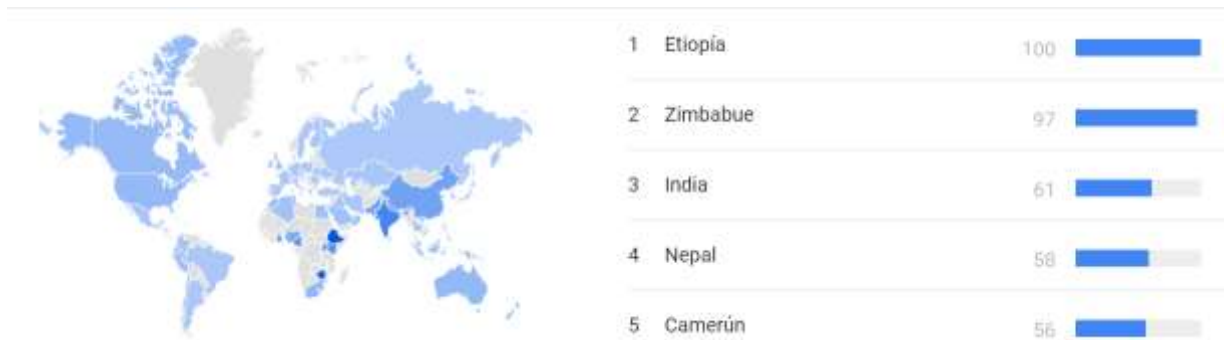 1 Etiopía 100
2 Zimbabue 97
3 India 61
4 Nepal 58
5 Camerún 56